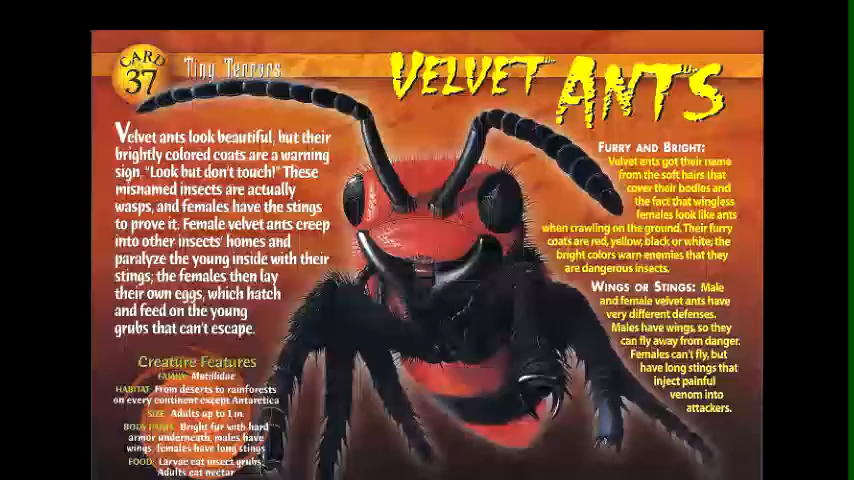 CARD
37
Tiny Terrors
VELVET ANTS
Velvet ants look beautiful, but their
brightly colored coats are a warning
sign, "Look but don't touch!" These
misnamed insects are actually
wasps, and females have the stings
to prove it. Female velvet ants creep
into other insects' homes and
paralyze the young inside with their
stings; the females then lay
their own eggs, which hatch
and feed on the young
grubs that can't escape.
Creature Features
FAMILY: Mutillidae
HABITAT: From deserts to rainforests
on every continent except Antarctica
SIZE: Adults up to 1 in.
BODY PARTS: Bright fur with hard
armor underneath, males have
wings, females have long stings
FOOD: Larvae eat insect grubs;
Adults eat nectar
FURRY AND BRIGHT:
Velvet ants got their name
from the soft hairs that
cover their bodies and
the fact that wingless
females look like ants
when crawling on the ground. Their furry
coats are red, yellow, black or white; the
bright colors warn enemies that they
are dangerous insects.
WINGS OR STINGS: Male
and female velvet ants have
very different defenses.
Males have wings, so they
can fly away from danger.
Females can't fly, but
have long stings that
inject painful
venom into
attackers.